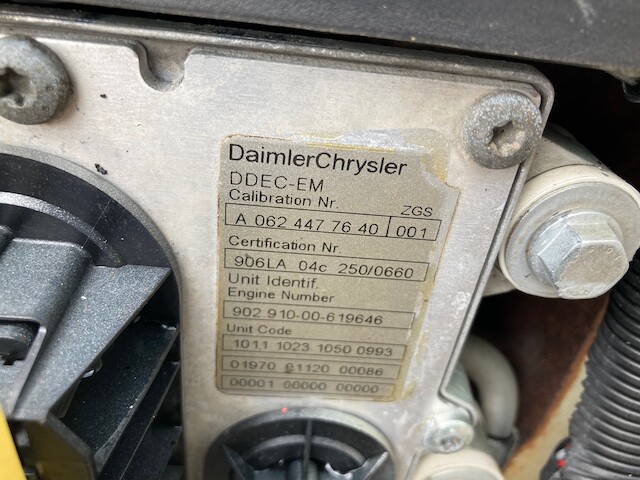 DaimlerChrysler
DDEC-EM
Calibration Nr. ZGS
A 062 447 76 40 001
Certification Nr.
906LA 04c 250/0660
Unit Identif.
Engine Number
902 910-00-619646
Unit Code
1011 1023 1050 0993
01970 01120 00086
00001 00000 00000